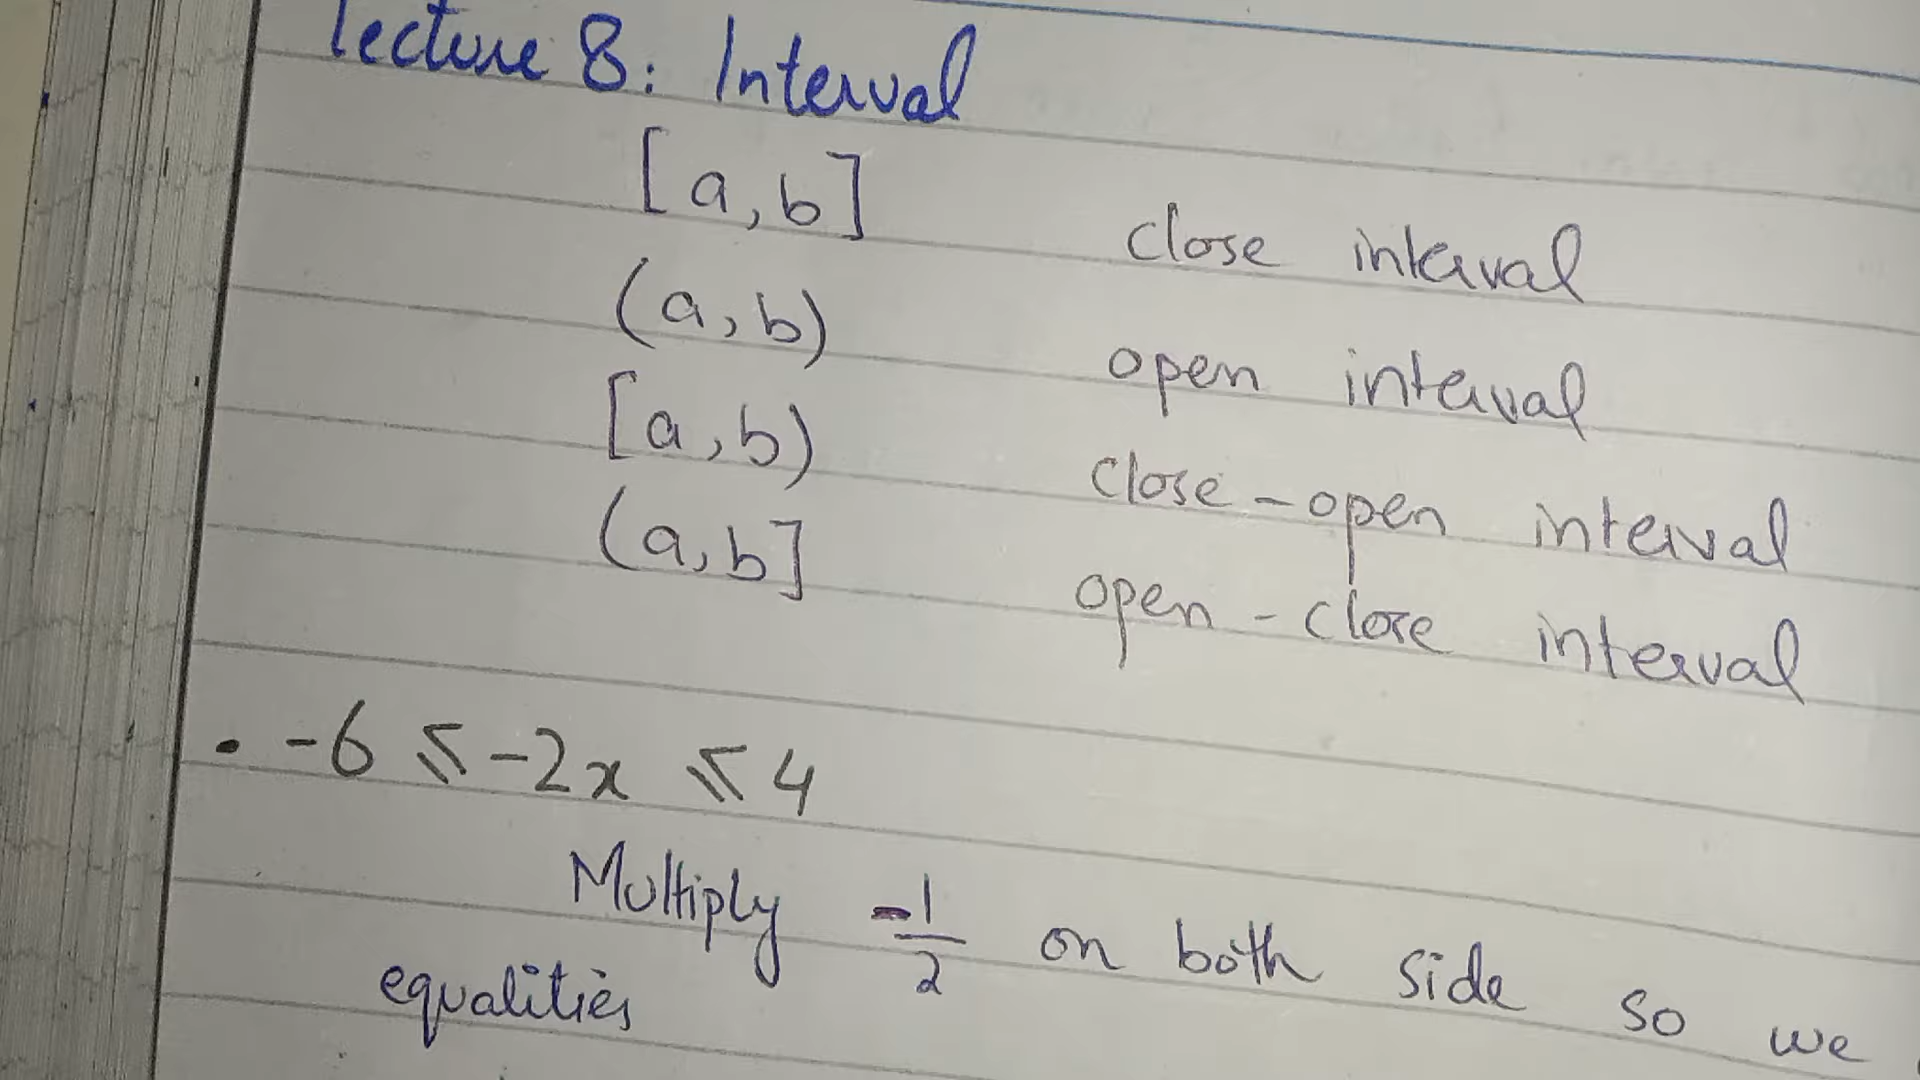 lecture 8: Interval
[a,b] close interval
(a,b) open interval
[a,b) close-open interval
(a,b] open-close interval
• -6 ⩽ -2x ⩽ 4
Multiply -1/2 on both side so we
equalities